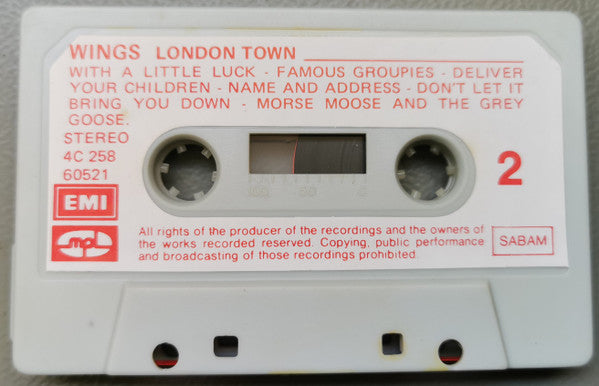 WINGS LONDON TOWN
WITH A LITTLE LUCK - FAMOUS GROUPIES - DELIVER
YOUR CHILDREN - NAME AND ADDRESS - DON'T LET IT
BRING YOU DOWN - MORSE MOOSE AND THE GREY
GOOSE.
STEREO
4C 258
60521
2
EMI
mpl
All rights of the producer of the recordings and the owners of
the works recorded reserved. Copying, public performance
and broadcasting of those recordings prohibited.
SABAM